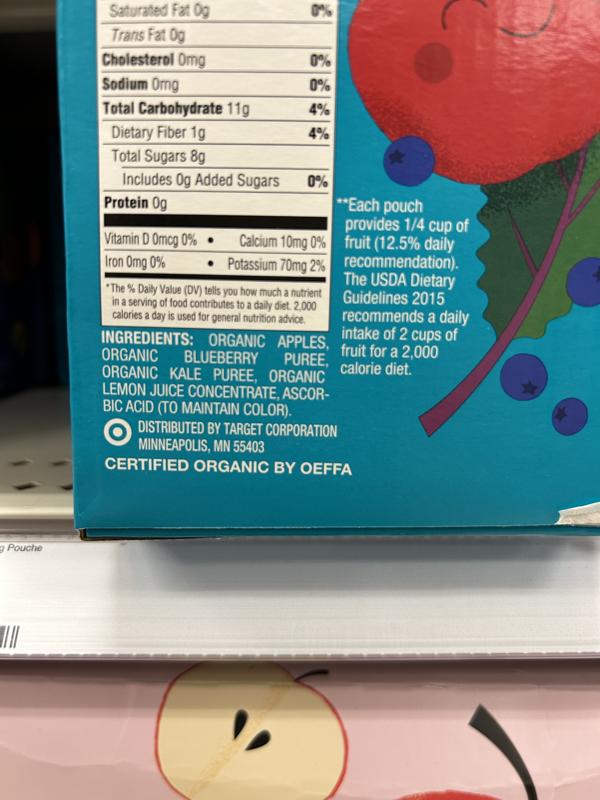 Saturated Fat 0g 0%
Trans Fat 0g
Cholesterol 0mg 0%
Sodium 0mg 0%
Total Carbohydrate 11g 4%
Dietary Fiber 1g 4%
Total Sugars 8g
Includes 0g Added Sugars 0%
Protein 0g
Vitamin D 0mcg 0% • Calcium 10mg 0%
Iron 0mg 0% • Potassium 70mg 2%
*The % Daily Value (DV) tells you how much a nutrient
in a serving of food contributes to a daily diet. 2,000
calories a day is used for general nutrition advice.
INGREDIENTS: ORGANIC APPLES,
ORGANIC BLUEBERRY PUREE,
ORGANIC KALE PUREE, ORGANIC
LEMON JUICE CONCENTRATE, ASCOR-
BIC ACID (TO MAINTAIN COLOR).
DISTRIBUTED BY TARGET CORPORATION
MINNEAPOLIS, MN 55403
CERTIFIED ORGANIC BY OEFFA
**Each pouch
provides 1/4 cup of
fruit (12.5% daily
recommendation).
The USDA Dietary
Guidelines 2015
recommends a daily
intake of 2 cups of
fruit for a 2,000
calorie diet.
g Pouche